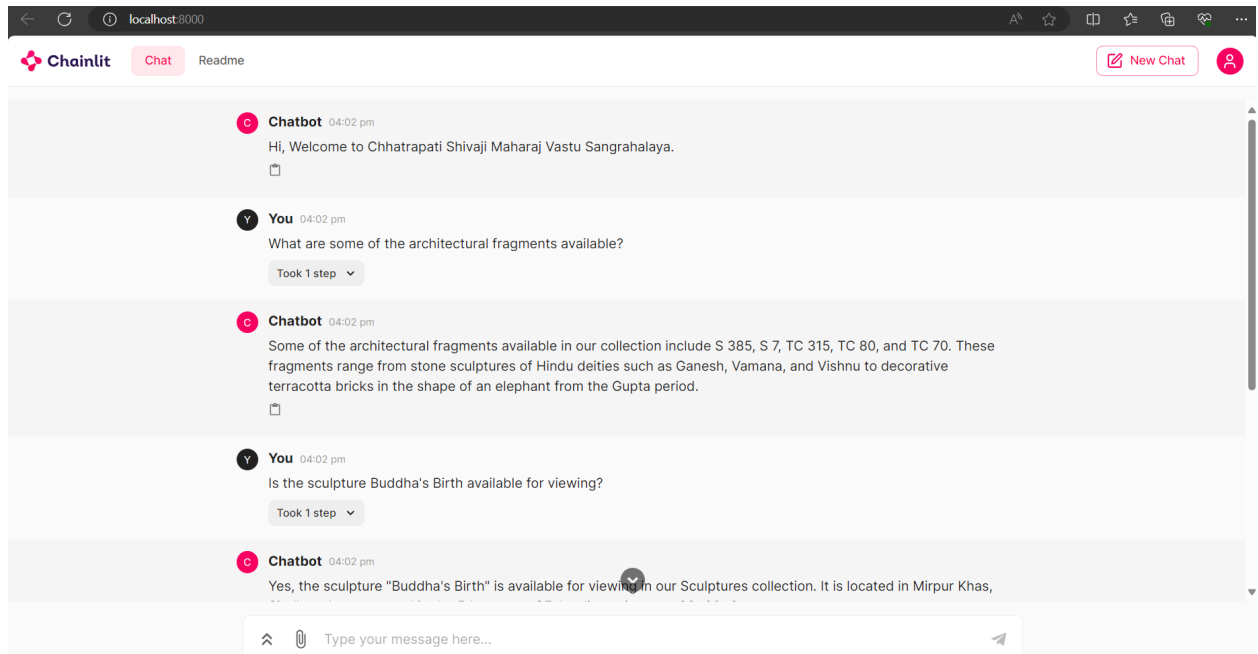 localhost:8000
Chainlit
Chat
Readme
New Chat
C Chatbot 04:02 pm
Hi, Welcome to Chhatrapati Shivaji Maharaj Vastu Sangrahalaya.
Y You 04:02 pm
What are some of the architectural fragments available?
Took 1 step
C Chatbot 04:02 pm
Some of the architectural fragments available in our collection include S 385, S 7, TC 315, TC 80, and TC 70. These
fragments range from stone sculptures of Hindu deities such as Ganesh, Vamana, and Vishnu to decorative
terracotta bricks in the shape of an elephant from the Gupta period.
Y You 04:02 pm
Is the sculpture Buddha's Birth available for viewing?
Took 1 step
C Chatbot 04:02 pm
Yes, the sculpture "Buddha's Birth" is available for viewing in our Sculptures collection. It is located in Mirpur Khas,
Type your message here...